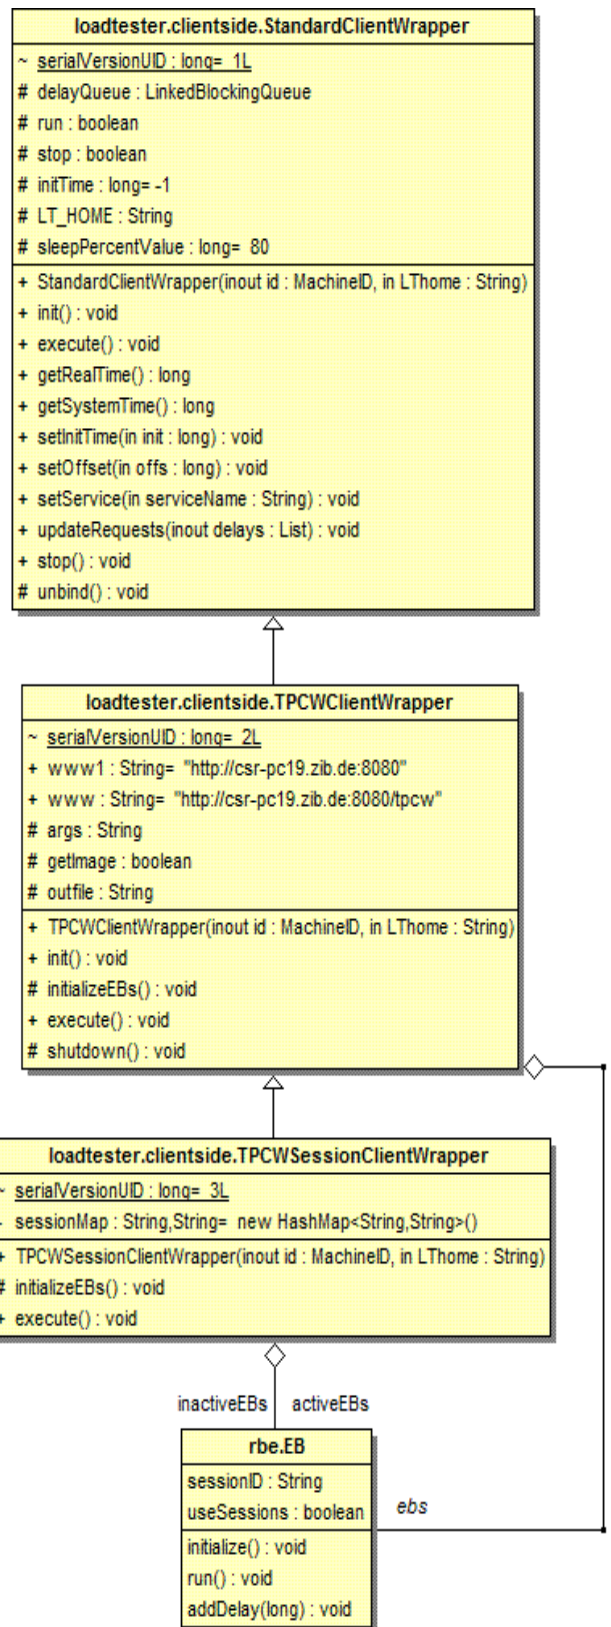 loadtester.clientside.StandardClientWrapper
~ serialVersionUID : long= 1L
# delayQueue : LinkedBlockingQueue
# run : boolean
# stop : boolean
# initTime : long= -1
# LT_HOME : String
# sleepPercentValue : long= 80
+ StandardClientWrapper(inout id : MachineID, in LThome : String)
+ init() : void
+ execute() : void
+ getRealTime() : long
+ getSystemTime() : long
+ setInitTime(in init : long) : void
+ setOffset(in offs : long) : void
+ setService(in serviceName : String) : void
+ updateRequests(inout delays : List) : void
+ stop() : void
# unbind() : void
loadtester.clientside.TPCWClientWrapper
~ serialVersionUID : long= 2L
+ www1 : String= "http://csr-pc19.zib.de:8080"
+ www : String= "http://csr-pc19.zib.de:8080/tpcw"
# args : String
# getImage : boolean
# outfile : String
+ TPCWClientWrapper(inout id : MachineID, in LThome : String)
+ init() : void
# initializeEBs() : void
+ execute() : void
# shutdown() : void
loadtester.clientside.TPCWSessionClientWrapper
~ serialVersionUID : long= 3L
- sessionMap : String,String= new HashMap<String,String>()
+ TPCWSessionClientWrapper(inout id : MachineID, in LThome : String)
# initializeEBs() : void
+ execute() : void
inactiveEBs activeEBs
rbe.EB
sessionID : String
useSessions : boolean
ebs
initialize() : void
run() : void
addDelay(long) : void